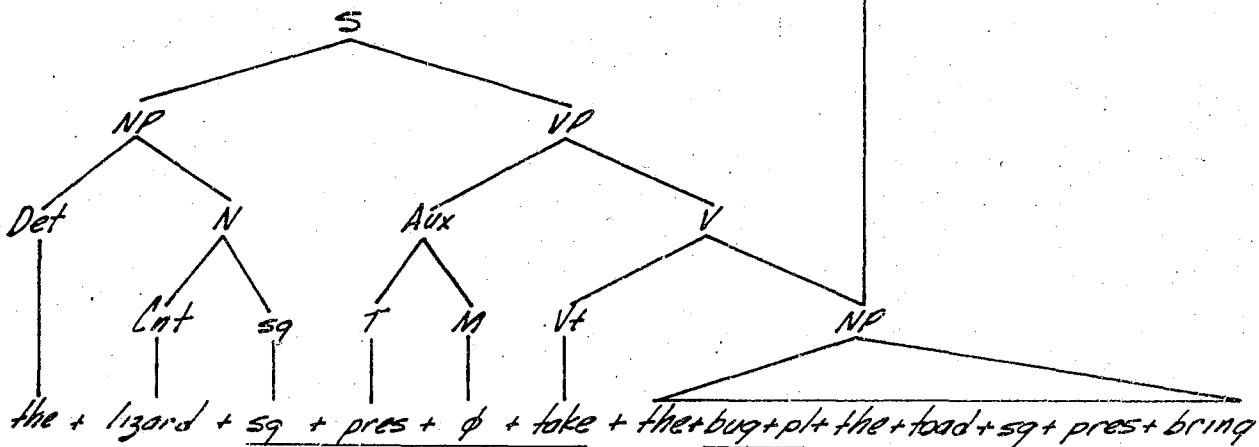 S
NP VP
Det N Aux V
Cnt sg T M Vt NP
the + lizard + sg + pres + ø + take + the+bug+pl+the+toad+sg+pres+bring